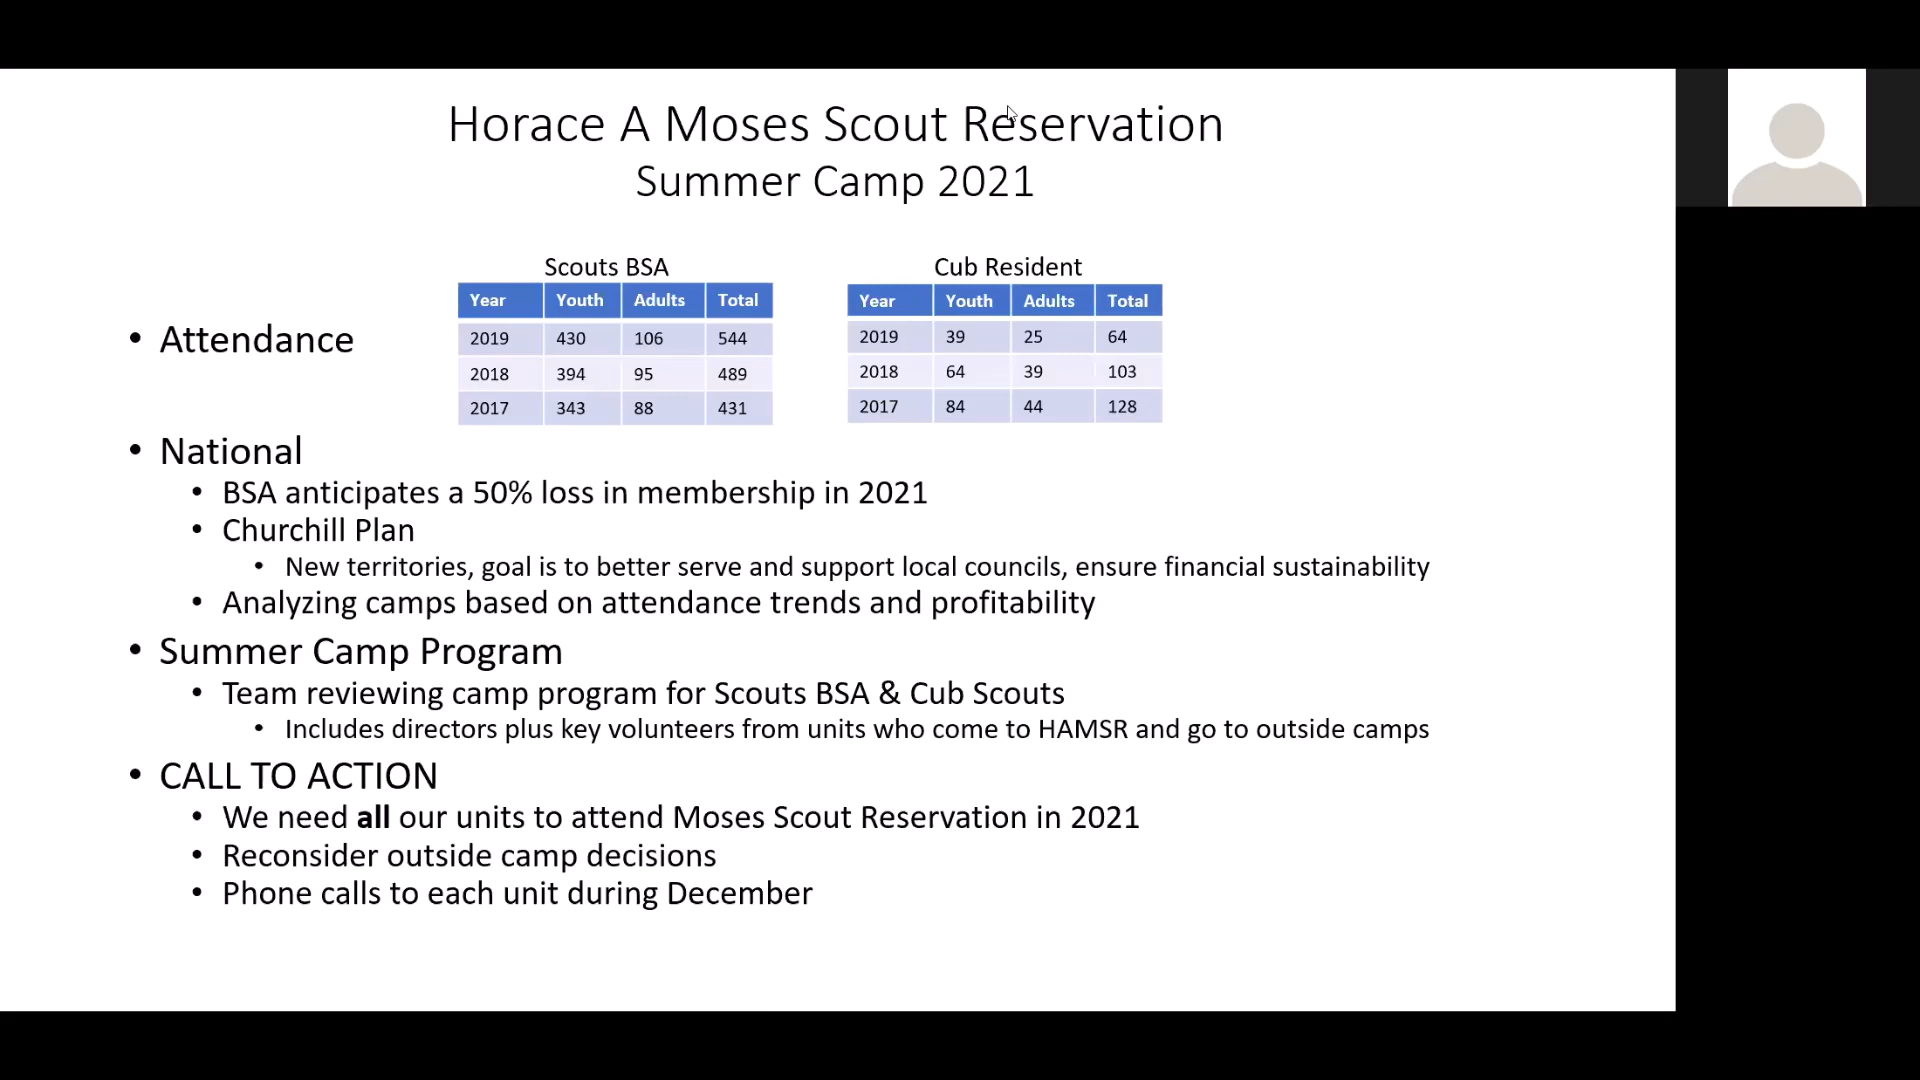 Horace A Moses Scout Reservation
Summer Camp 2021
Scouts BSA
Year Youth Adults Total
2019 430 106 544
2018 394 95 489
2017 343 88 431
Cub Resident
Year Youth Adults Total
2019 39 25 64
2018 64 39 103
2017 84 44 128
• Attendance
• National
• BSA anticipates a 50% loss in membership in 2021
• Churchill Plan
• New territories, goal is to better serve and support local councils, ensure financial sustainability
• Analyzing camps based on attendance trends and profitability
• Summer Camp Program
• Team reviewing camp program for Scouts BSA & Cub Scouts
• Includes directors plus key volunteers from units who come to HAMSR and go to outside camps
• CALL TO ACTION
• We need all our units to attend Moses Scout Reservation in 2021
• Reconsider outside camp decisions
• Phone calls to each unit during December